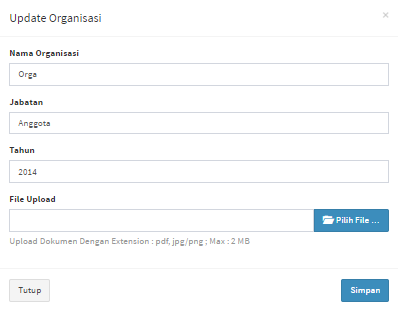 Update Organisasi
×
Nama Organisasi
Orga
Jabatan
Anggota
Tahun
2014
File Upload
Pilih File ...
Upload Dokumen Dengan Extension : pdf, jpg/png ; Max : 2 MB
Tutup
Simpan